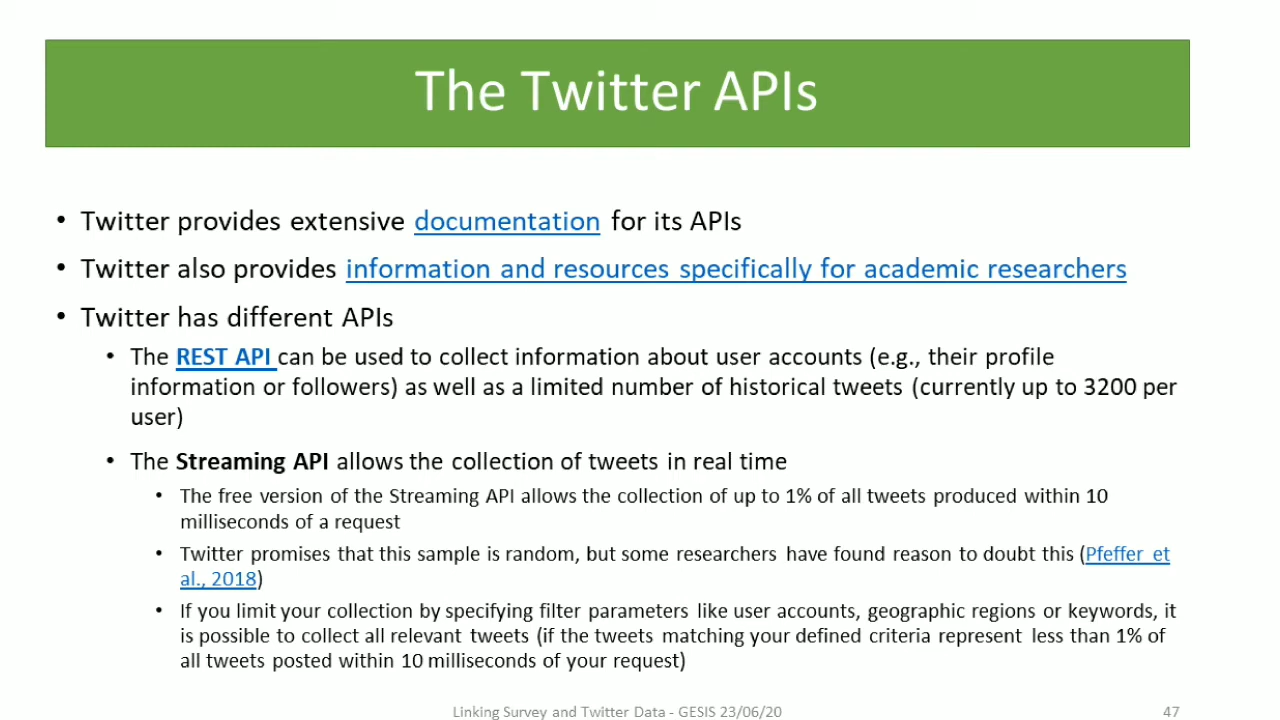 The Twitter APIs
• Twitter provides extensive documentation for its APIs
• Twitter also provides information and resources specifically for academic researchers
• Twitter has different APIs
• The REST API can be used to collect information about user accounts (e.g., their profile
information or followers) as well as a limited number of historical tweets (currently up to 3200 per
user)
• The Streaming API allows the collection of tweets in real time
• The free version of the Streaming API allows the collection of up to 1% of all tweets produced within 10
milliseconds of a request
• Twitter promises that this sample is random, but some researchers have found reason to doubt this (Pfeffer et
al., 2018)
• If you limit your collection by specifying filter parameters like user accounts, geographic regions or keywords, it
is possible to collect all relevant tweets (if the tweets matching your defined criteria represent less than 1% of
all tweets posted within 10 milliseconds of your request)
Linking Survey and Twitter Data - GESIS 23/06/20
47